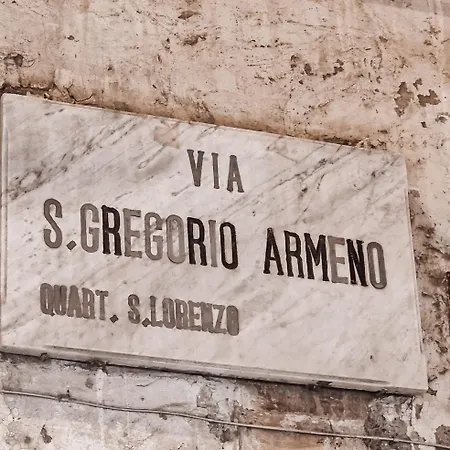 VIA
S. GREGORIO ARMENO
QUART. S. LORENZO